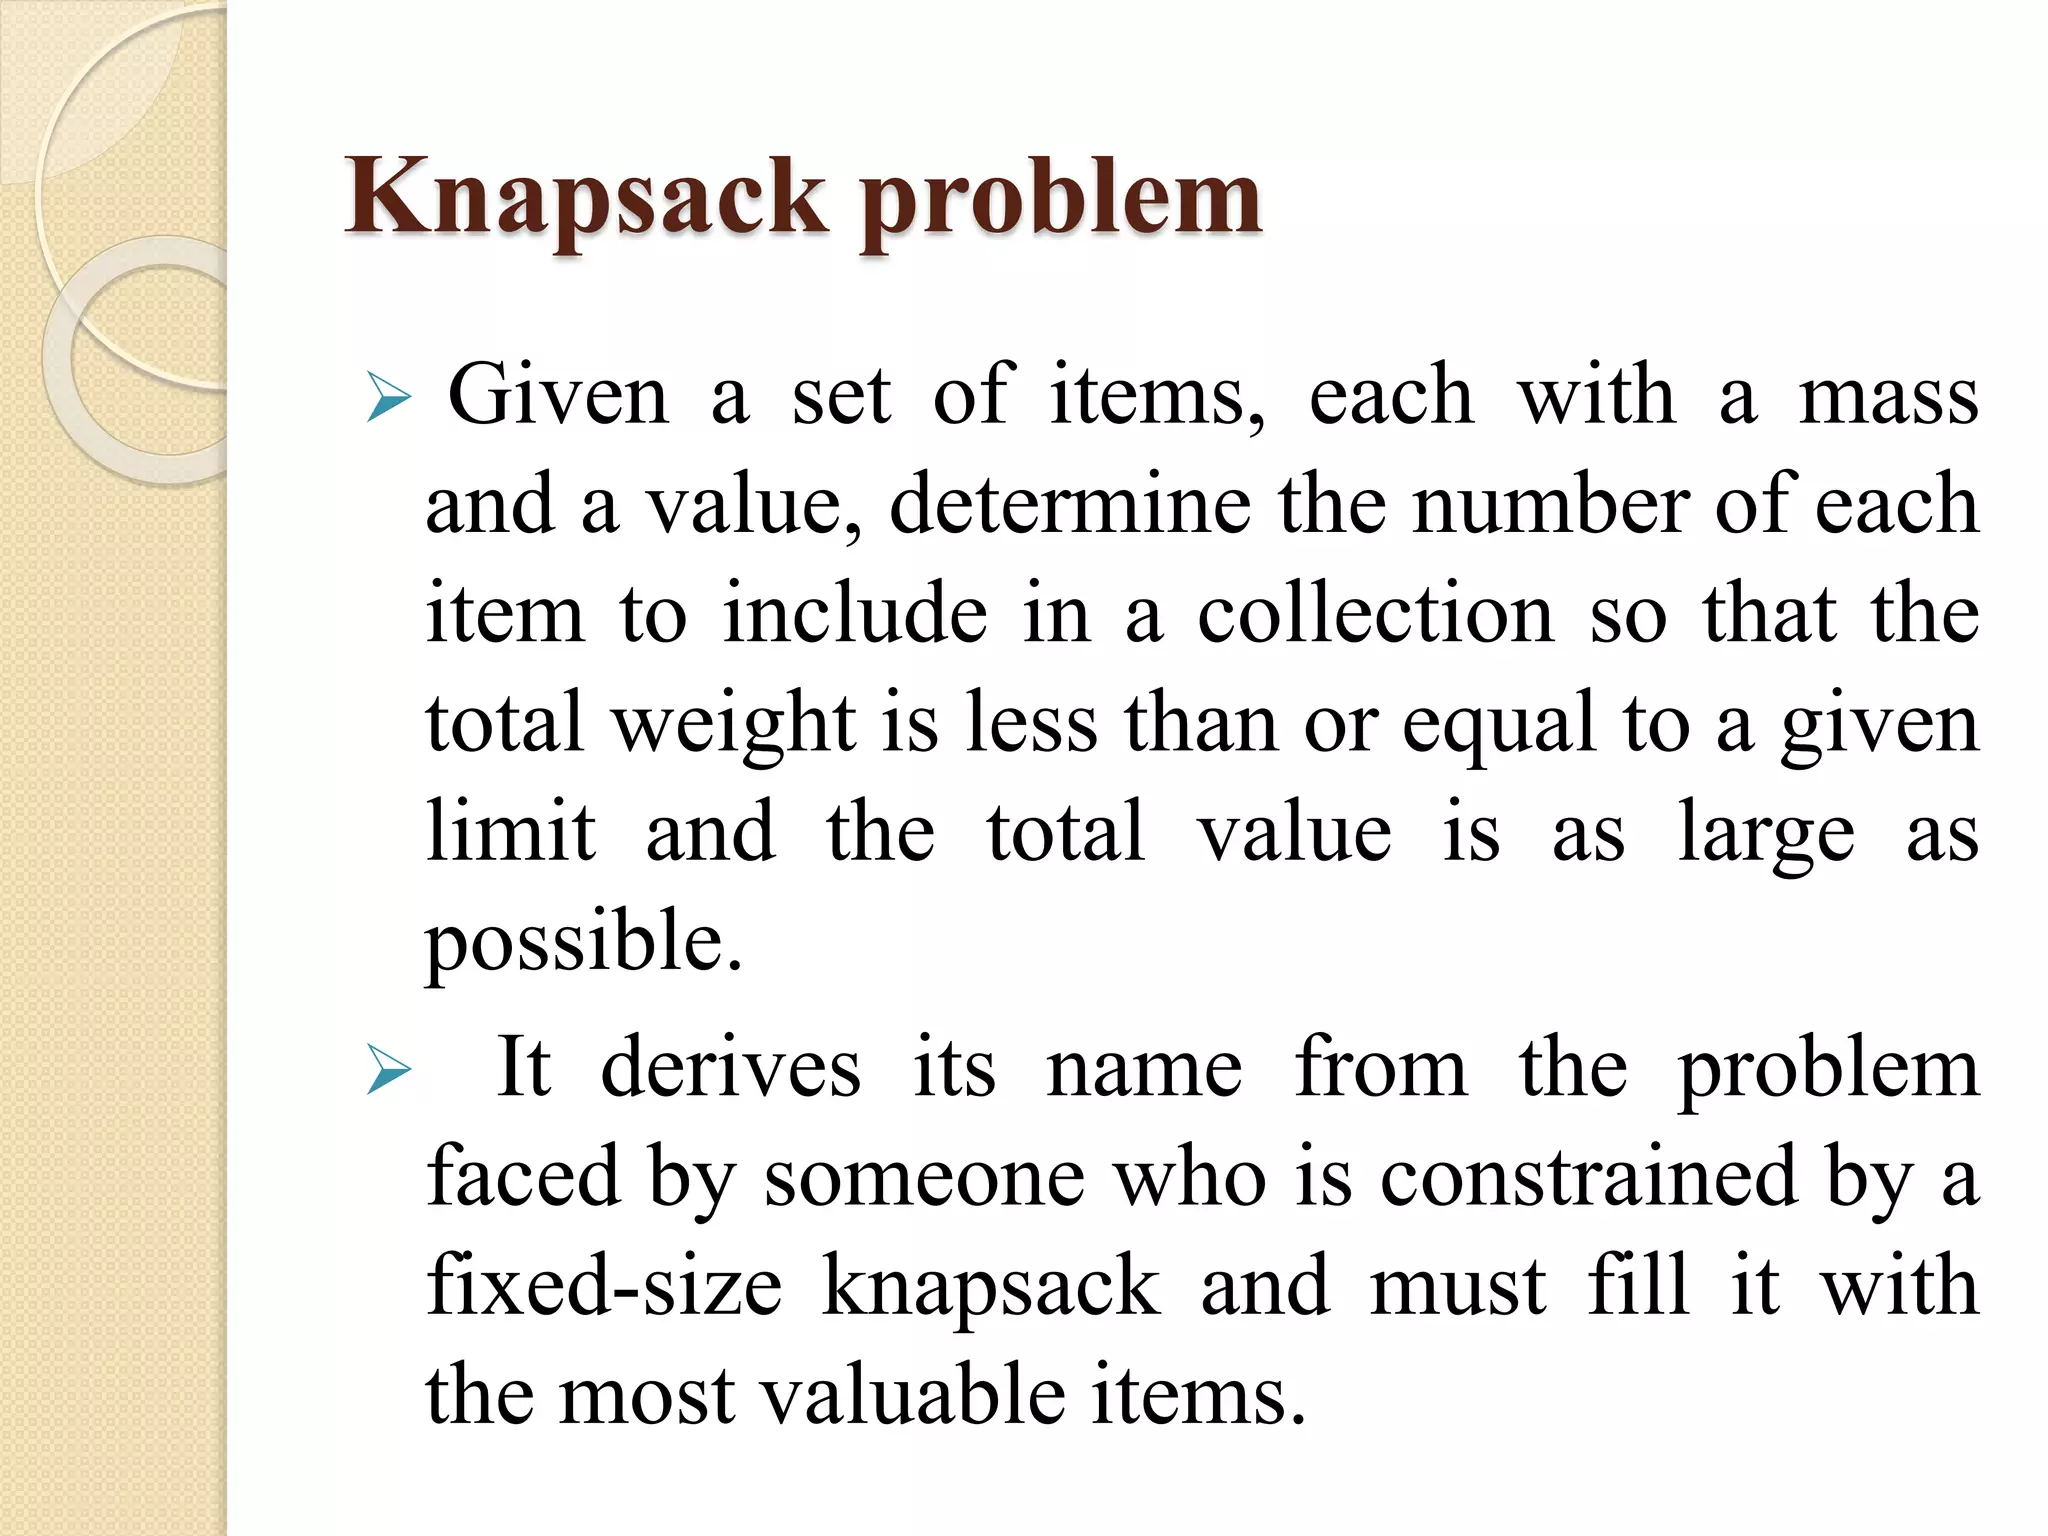 Knapsack problem
Given a set of items, each with a mass
and a value, determine the number of each
item to include in a collection so that the
total weight is less than or equal to a given
limit and the total value is as large as
possible.
It derives its name from the problem
faced by someone who is constrained by a
fixed-size knapsack and must fill it with
the most valuable items.